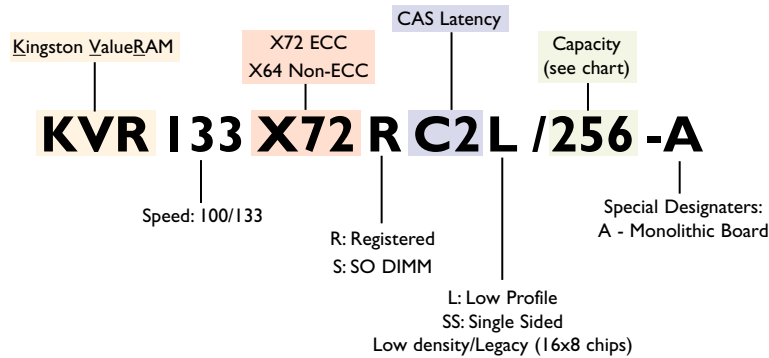 CAS Latency
Kingston ValueRAM
X72 ECC
X64 Non-ECC
Capacity
(see chart)
KVR 133 X72 R C2 L /256 -A
Speed: 100/133
R: Registered
S: SO DIMM
Special Designaters:
A - Monolithic Board
L: Low Profile
SS: Single Sided
Low density/Legacy (16x8 chips)